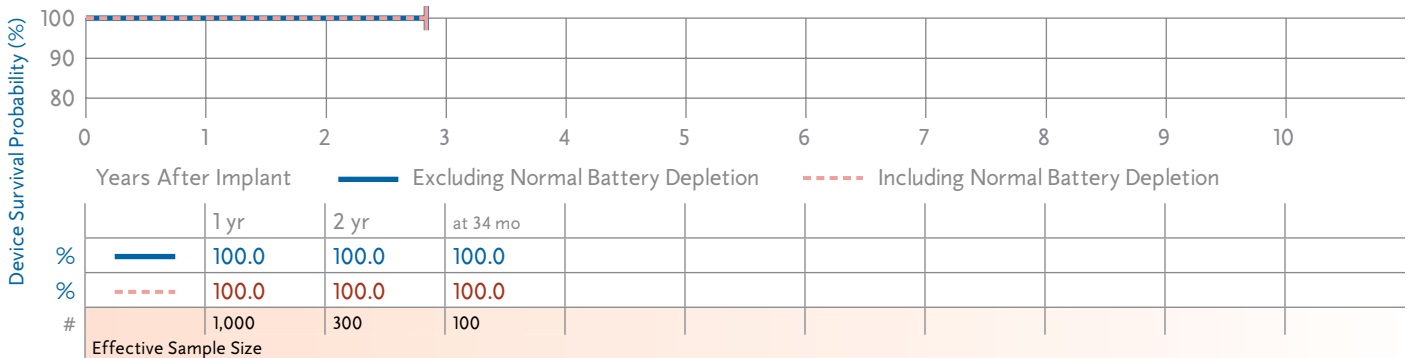 Device Survival Probability (%)
100
90
80
0 1 2 3 4 5 6 7 8 9 10
Years After Implant Excluding Normal Battery Depletion Including Normal Battery Depletion
1 yr 2 yr at 34 mo
% 100.0 100.0 100.0
% 100.0 100.0 100.0
# 1,000 300 100
Effective Sample Size